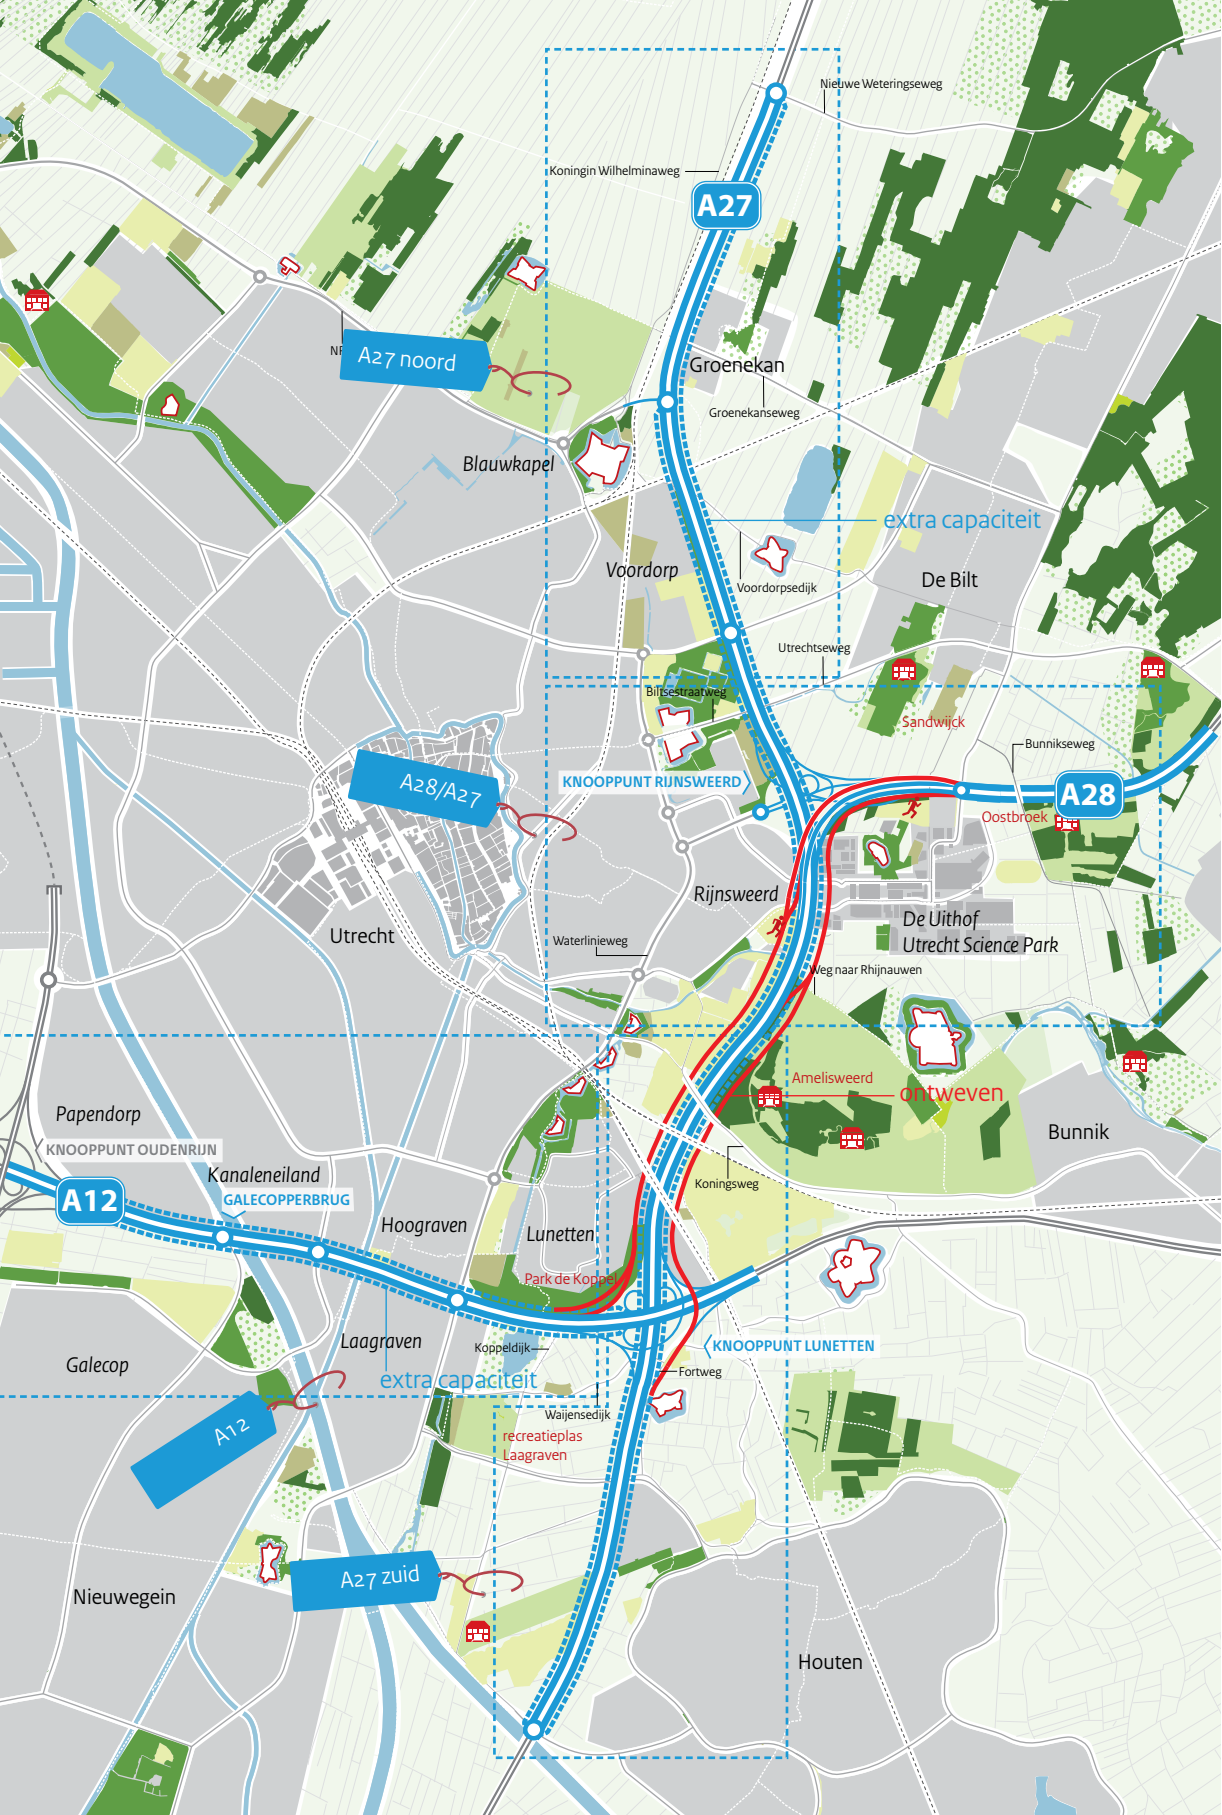 Nieuwe Weteringseweg
Koningin Wilhelminaweg
A27
A27 noord
Groenekan
Groenekanseweg
Blauwkapel
extra capaciteit
Voordorp
De Bilt
Voordorpsedijk
Utrechtseweg
Biltsestraatweg
Sandwijck
Bunnikseweg
KNOOPPUNT RIJNSWEERD
A28/A27
A28
Oostbroek
Rijnsweerd
De Uithof
Utrecht Science Park
Utrecht
Waterlinieweg
Weg naar Rhijnauwen
Amelisweerd
ontweven
Papendorp
Bunnik
KNOOPPUNT OUDENRIJN
Kanaleneiland
Koningsweg
A12
GALECOPPERBRUG
Hoograven
Lunetten
Park de Koppel
Laagraven
KNOOPPUNT LUNETTEN
Koppeldijk
Galecop
Fortweg
extra capaciteit
Waijensedijk
A12
recreatieplas
Laagraven
A27 zuid
Nieuwegein
Houten